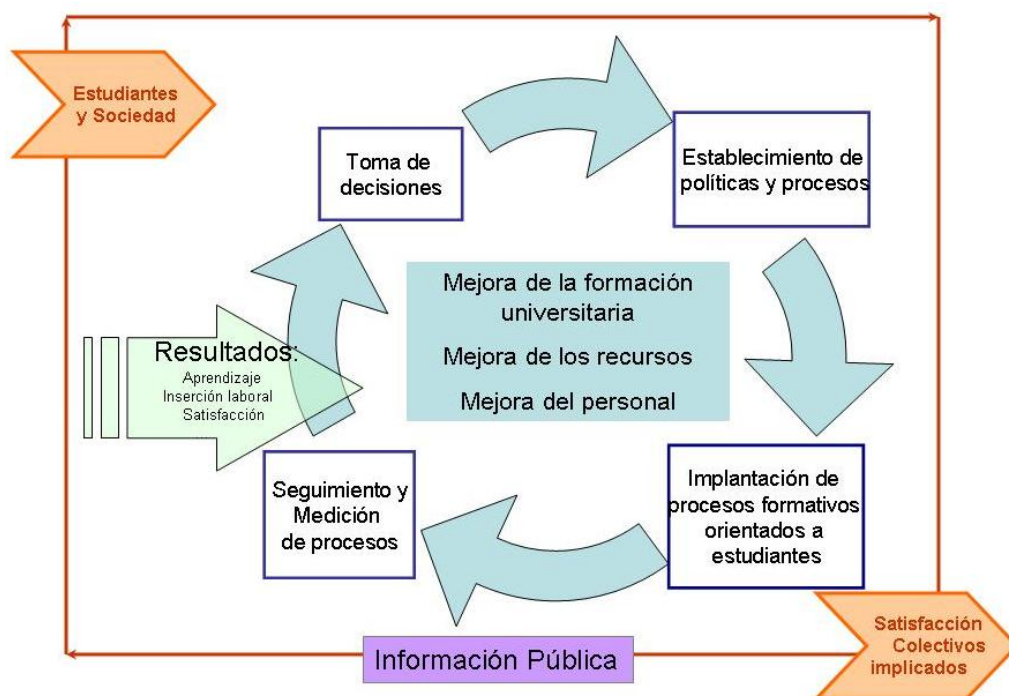 Estudiantes
y Sociedad
Toma de
decisiones
Establecimiento de
políticas y procesos
Mejora de la formación
universitaria
Mejora de los recursos
Mejora del personal
Resultados:
Aprendizaje
Inserción laboral
Satisfacción
Seguimiento y
Medición
de procesos
Implantación de
procesos formativos
orientados a
estudiantes
Satisfacción
Colectivos
implicados
Información Pública